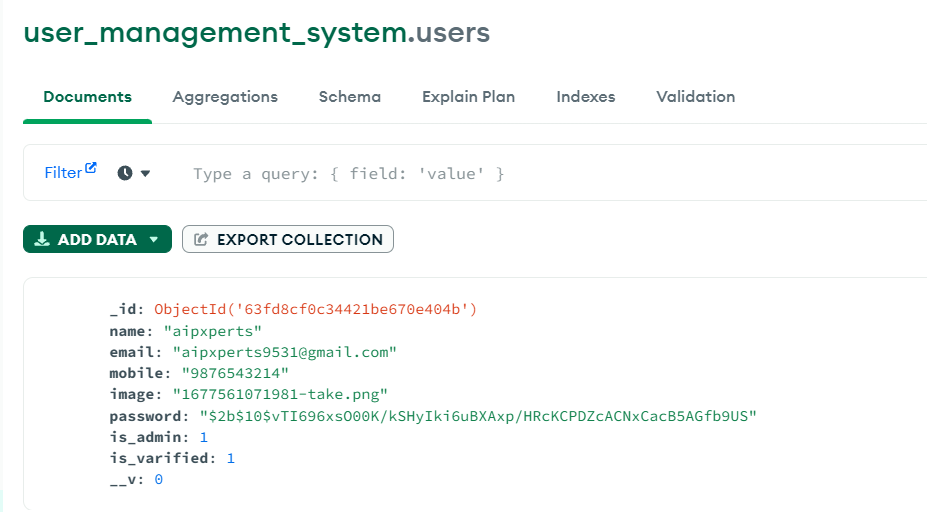 user_management_system.users
Documents Aggregations Schema Explain Plan Indexes Validation
Filter Type a query: { field: 'value' }
ADD DATA EXPORT COLLECTION
_id: ObjectId('63fd8cf0c34421be670e404b')
name: "aipxperts"
email: "aipxperts9531@gmail.com"
mobile: "9876543214"
image: "1677561071981-take.png"
password: "$2b$10$vTI696xsO00K/kSHyIki6uBXAxp/HRcKCPDZcACNxCacB5AGfb9US"
is_admin: 1
is_varified: 1
__v: 0